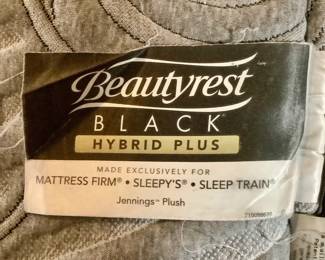 Beautyrest
BLACK®
HYBRID PLUS
MADE EXCLUSIVELY FOR
MATTRESS FIRM® • SLEEPY'S® • SLEEP TRAIN®
Jennings™ Plush